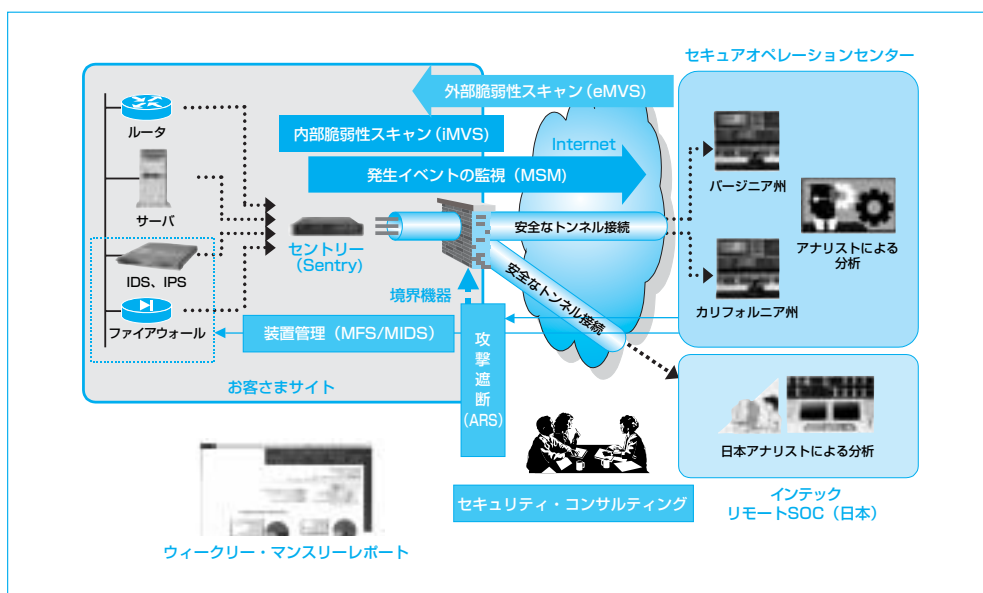 セキュアオペレーションセンター
外部脆弱性スキャン(eMVS)
ルータ
内部脆弱性スキャン(iMVS)
Internet
発生イベントの監視(MSM)
バージニア州
サーバ
セントリー
(Sentry)
安全なトンネル接続
アナリストによる
分析
IDS、IPS
安全なトンネル接続
境界機器
カリフォルニア州
ファイアウォール
装置管理(MFS/MIDS)
攻撃遮断
(ARS)
お客さまサイト
日本アナリストによる分析
セキュリティ・コンサルティング
インテック
リモートSOC(日本)
ウィークリー・マンスリーレポート